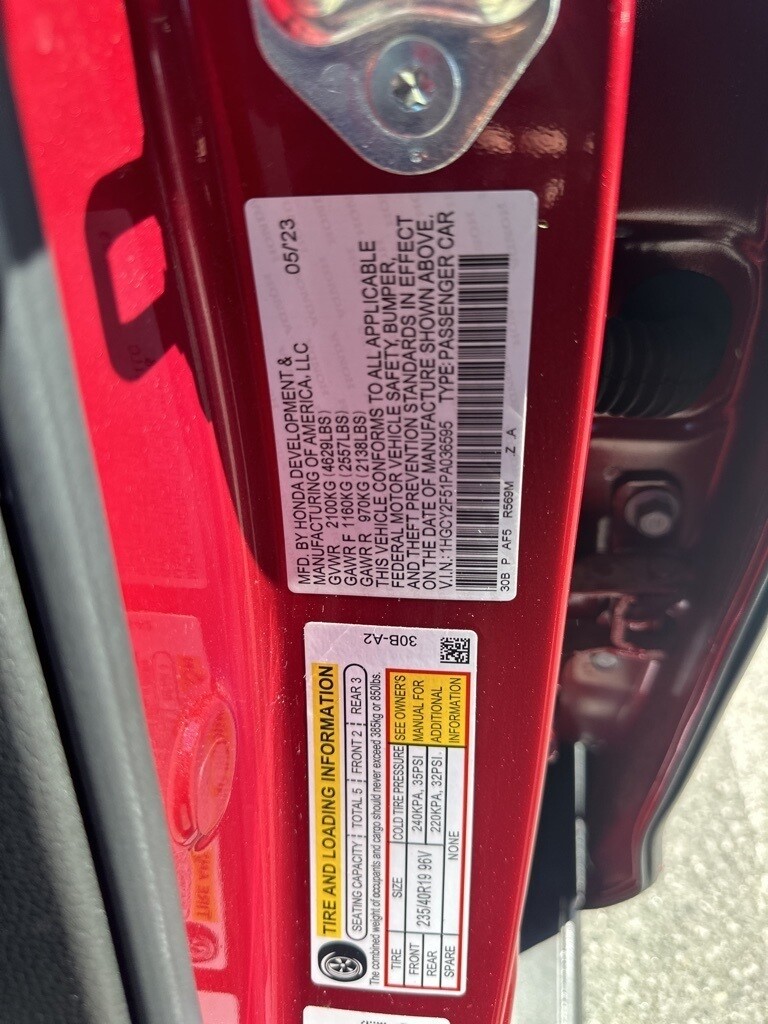 MFD. BY HONDA DEVELOPMENT &
MANUFACTURING OF AMERICA, LLC 05/'23
GVWR 2100KG (4629LBS)
GAWR F 1160KG (2557LBS)
GAWR R 970KG (2138LBS)
THIS VEHICLE CONFORMS TO ALL APPLICABLE
FEDERAL MOTOR VEHICLE SAFETY, BUMPER,
AND THEFT PREVENTION STANDARDS IN EFFECT
ON THE DATE OF MANUFACTURE SHOWN ABOVE.
V.I.N.:1HGCY2F51PA036595 TYPE:PASSENGER CAR
30B P AF5 R569M Z A
TIRE AND LOADING INFORMATION
30B-A2
SEATING CAPACITY TOTAL 5 FRONT 2 REAR 3
The combined weight of occupants and cargo should never exceed 385kg or 850lbs.
TIRE SIZE COLD TIRE PRESSURE SEE OWNER'S
FRONT 235/40R19 96V 240KPA, 35PSI MANUAL FOR
REAR 220KPA, 32PSI ADDITIONAL
SPARE NONE INFORMATION